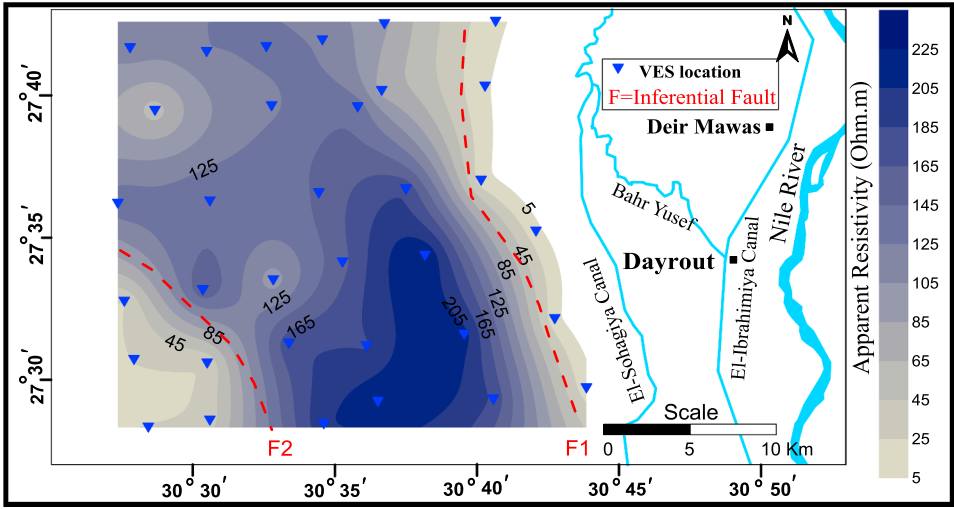 N
VES location
F=Inferential Fault
Deir Mawas
Bahr Yusef
Nile River
Dayrout
El-Ibrahimiya Canal
El-Sohagiya Canal
Scale
0 5 10 Km
125
5
45
85
125
165
205
125
165
85
45
F2
F1
27° 40′
27° 35′
27° 30′
30° 30′
30° 35′
30° 40′
30° 45′
30° 50′
Apparent Resistivity (Ohm.m)
225
205
185
165
145
125
105
85
65
45
25
5